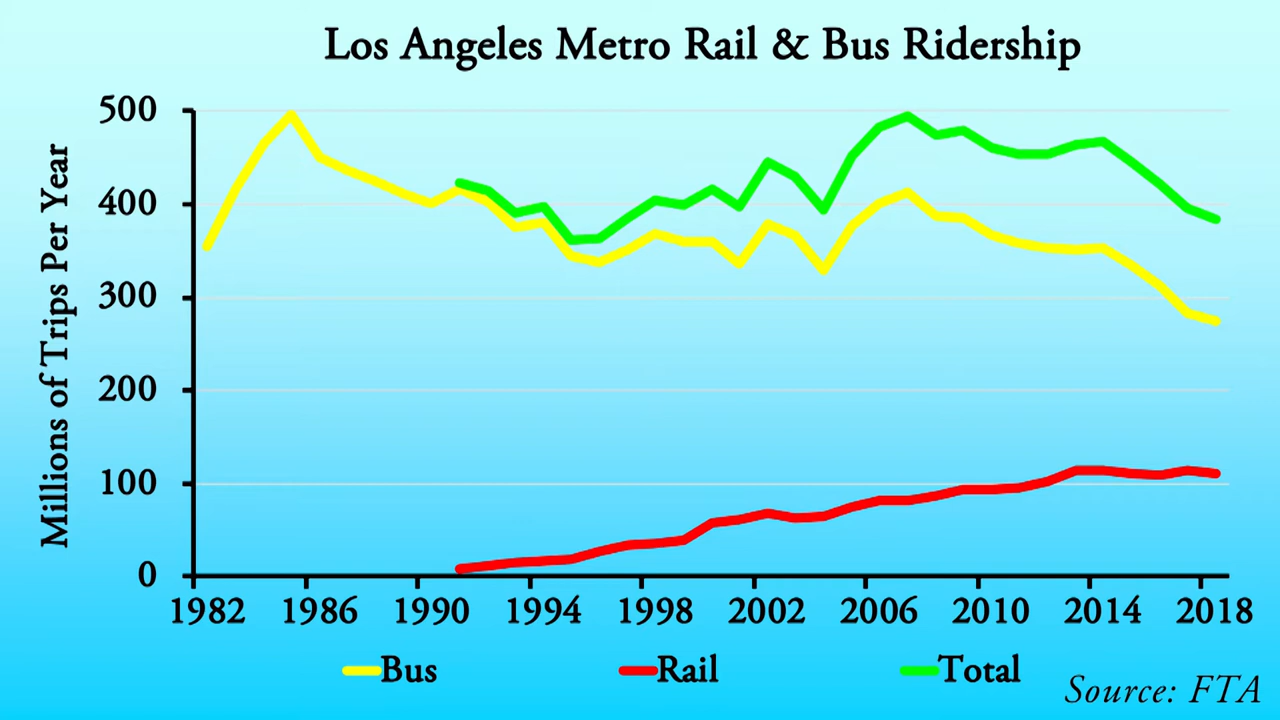 Los Angeles Metro Rail & Bus Ridership
Millions of Trips Per Year
500
400
300
200
100
0
1982 1986 1990 1994 1998 2002 2006 2010 2014 2018
Bus Rail Total
Source: FTA